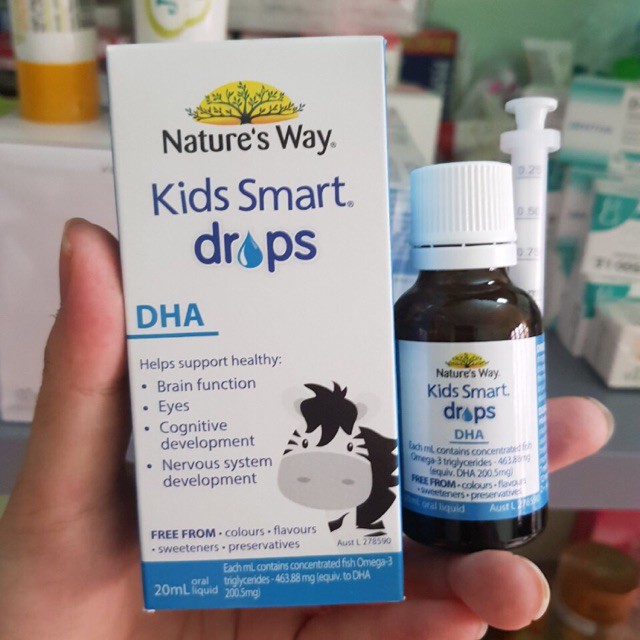 Nature's Way®
Kids Smart®
drops
DHA
Helps support healthy:
• Brain function
• Eyes
• Cognitive
development
• Nervous system
development
FREE FROM • colours • flavours
• sweeteners • preservatives
Aust L 278590
20mL oral
liquid
Each mL contains concentrated fish Omega-3
triglycerides - 463.88 mg (equiv. to DHA
200.5mg)
Nature's Way®
Kids Smart®
drops
DHA
Each mL contains concentrated fish
Omega-3 triglycerides - 463.88mg
(equiv. DHA 200.5mg)
FREE FROM • colours • flavours
• sweeteners • preservatives
oral liquid
Aust L
0.25
0.50
0.75